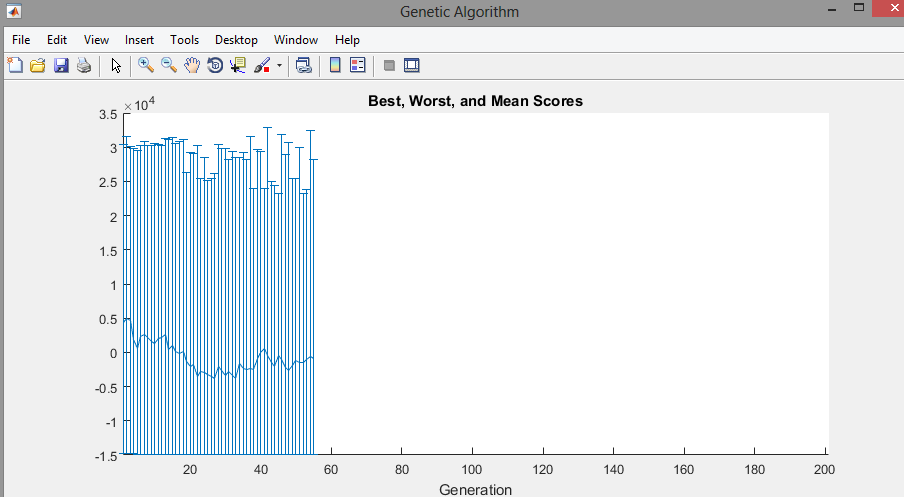 Genetic Algorithm
File Edit View Insert Tools Desktop Window Help
Best, Worst, and Mean Scores
×10^4
3.5
3
2.5
2
1.5
1
0.5
0
-0.5
-1
-1.5
20 40 60 80 100 120 140 160 180 200
Generation